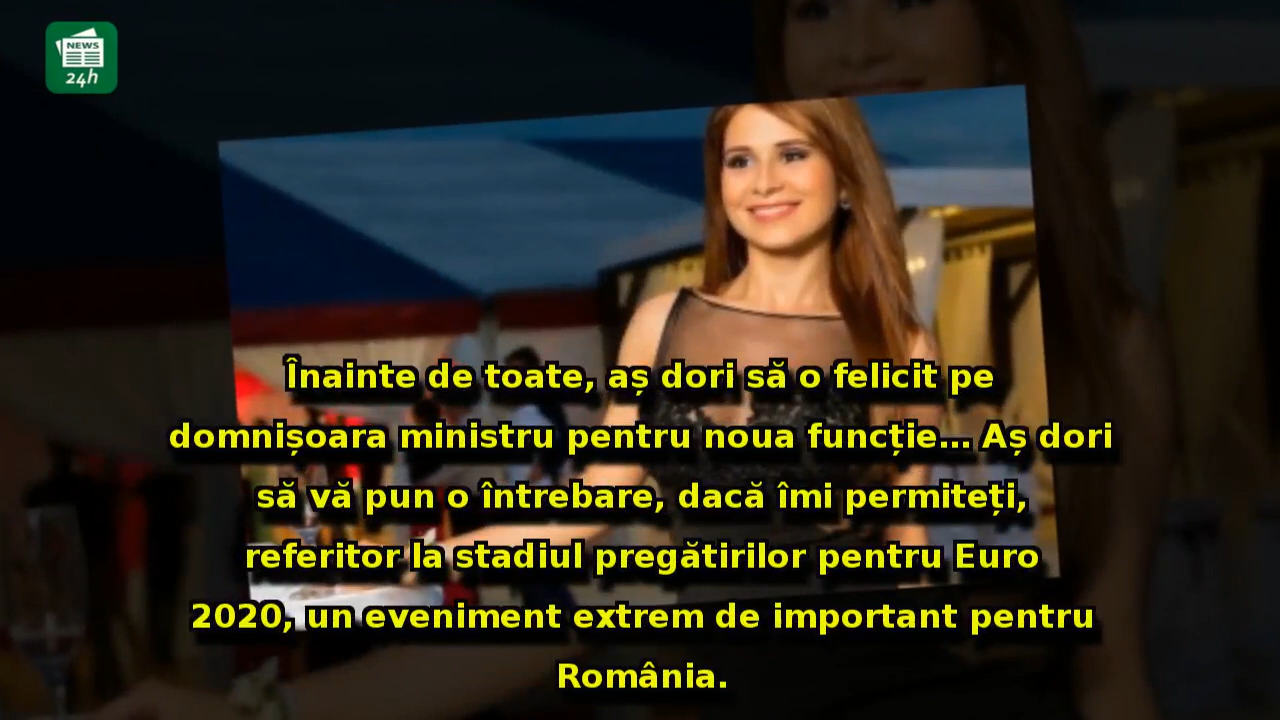 NEWS
24h
Înainte de toate, aș dori să o felicit pe
domnișoara ministru pentru noua funcție… Aș dori
să vă pun o întrebare, dacă îmi permiteți,
referitor la stadiul pregătirilor pentru Euro
2020, un eveniment extrem de important pentru
România.